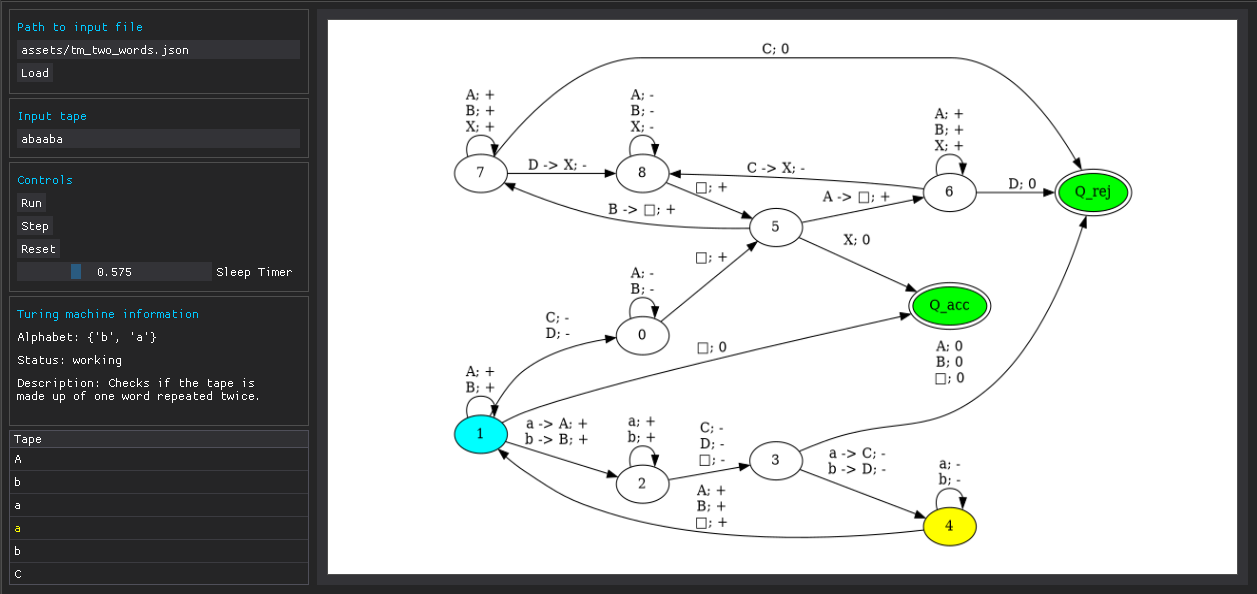 Path to input file
assets/tm_two_words.json
Load
Input tape
abaaba
Controls
Run
Step
Reset
0.575 Sleep Timer
Turing machine information
Alphabet: {'b', 'a'}
Status: working
Description: Checks if the tape is
made up of one word repeated twice.
Tape
A
b
a
a
b
C
C; 0
A; +
B; +
X; +
7
A; -
B; -
X; -
8
A; +
B; +
X; +
6
D -> X; -
C -> X; -
D; 0
Q_rej
□; +
B -> □; +
A -> □; +
5
X; 0
□; +
A; -
B; -
0
Q_acc
C; -
D; -
□; 0
A; 0
B; 0
□; 0
A; +
B; +
1
a -> A; +
b -> B; +
a; +
b; +
2
C; -
D; -
□; -
3
a -> C; -
b -> D; -
a; -
b; -
4
A; +
B; +
□; +